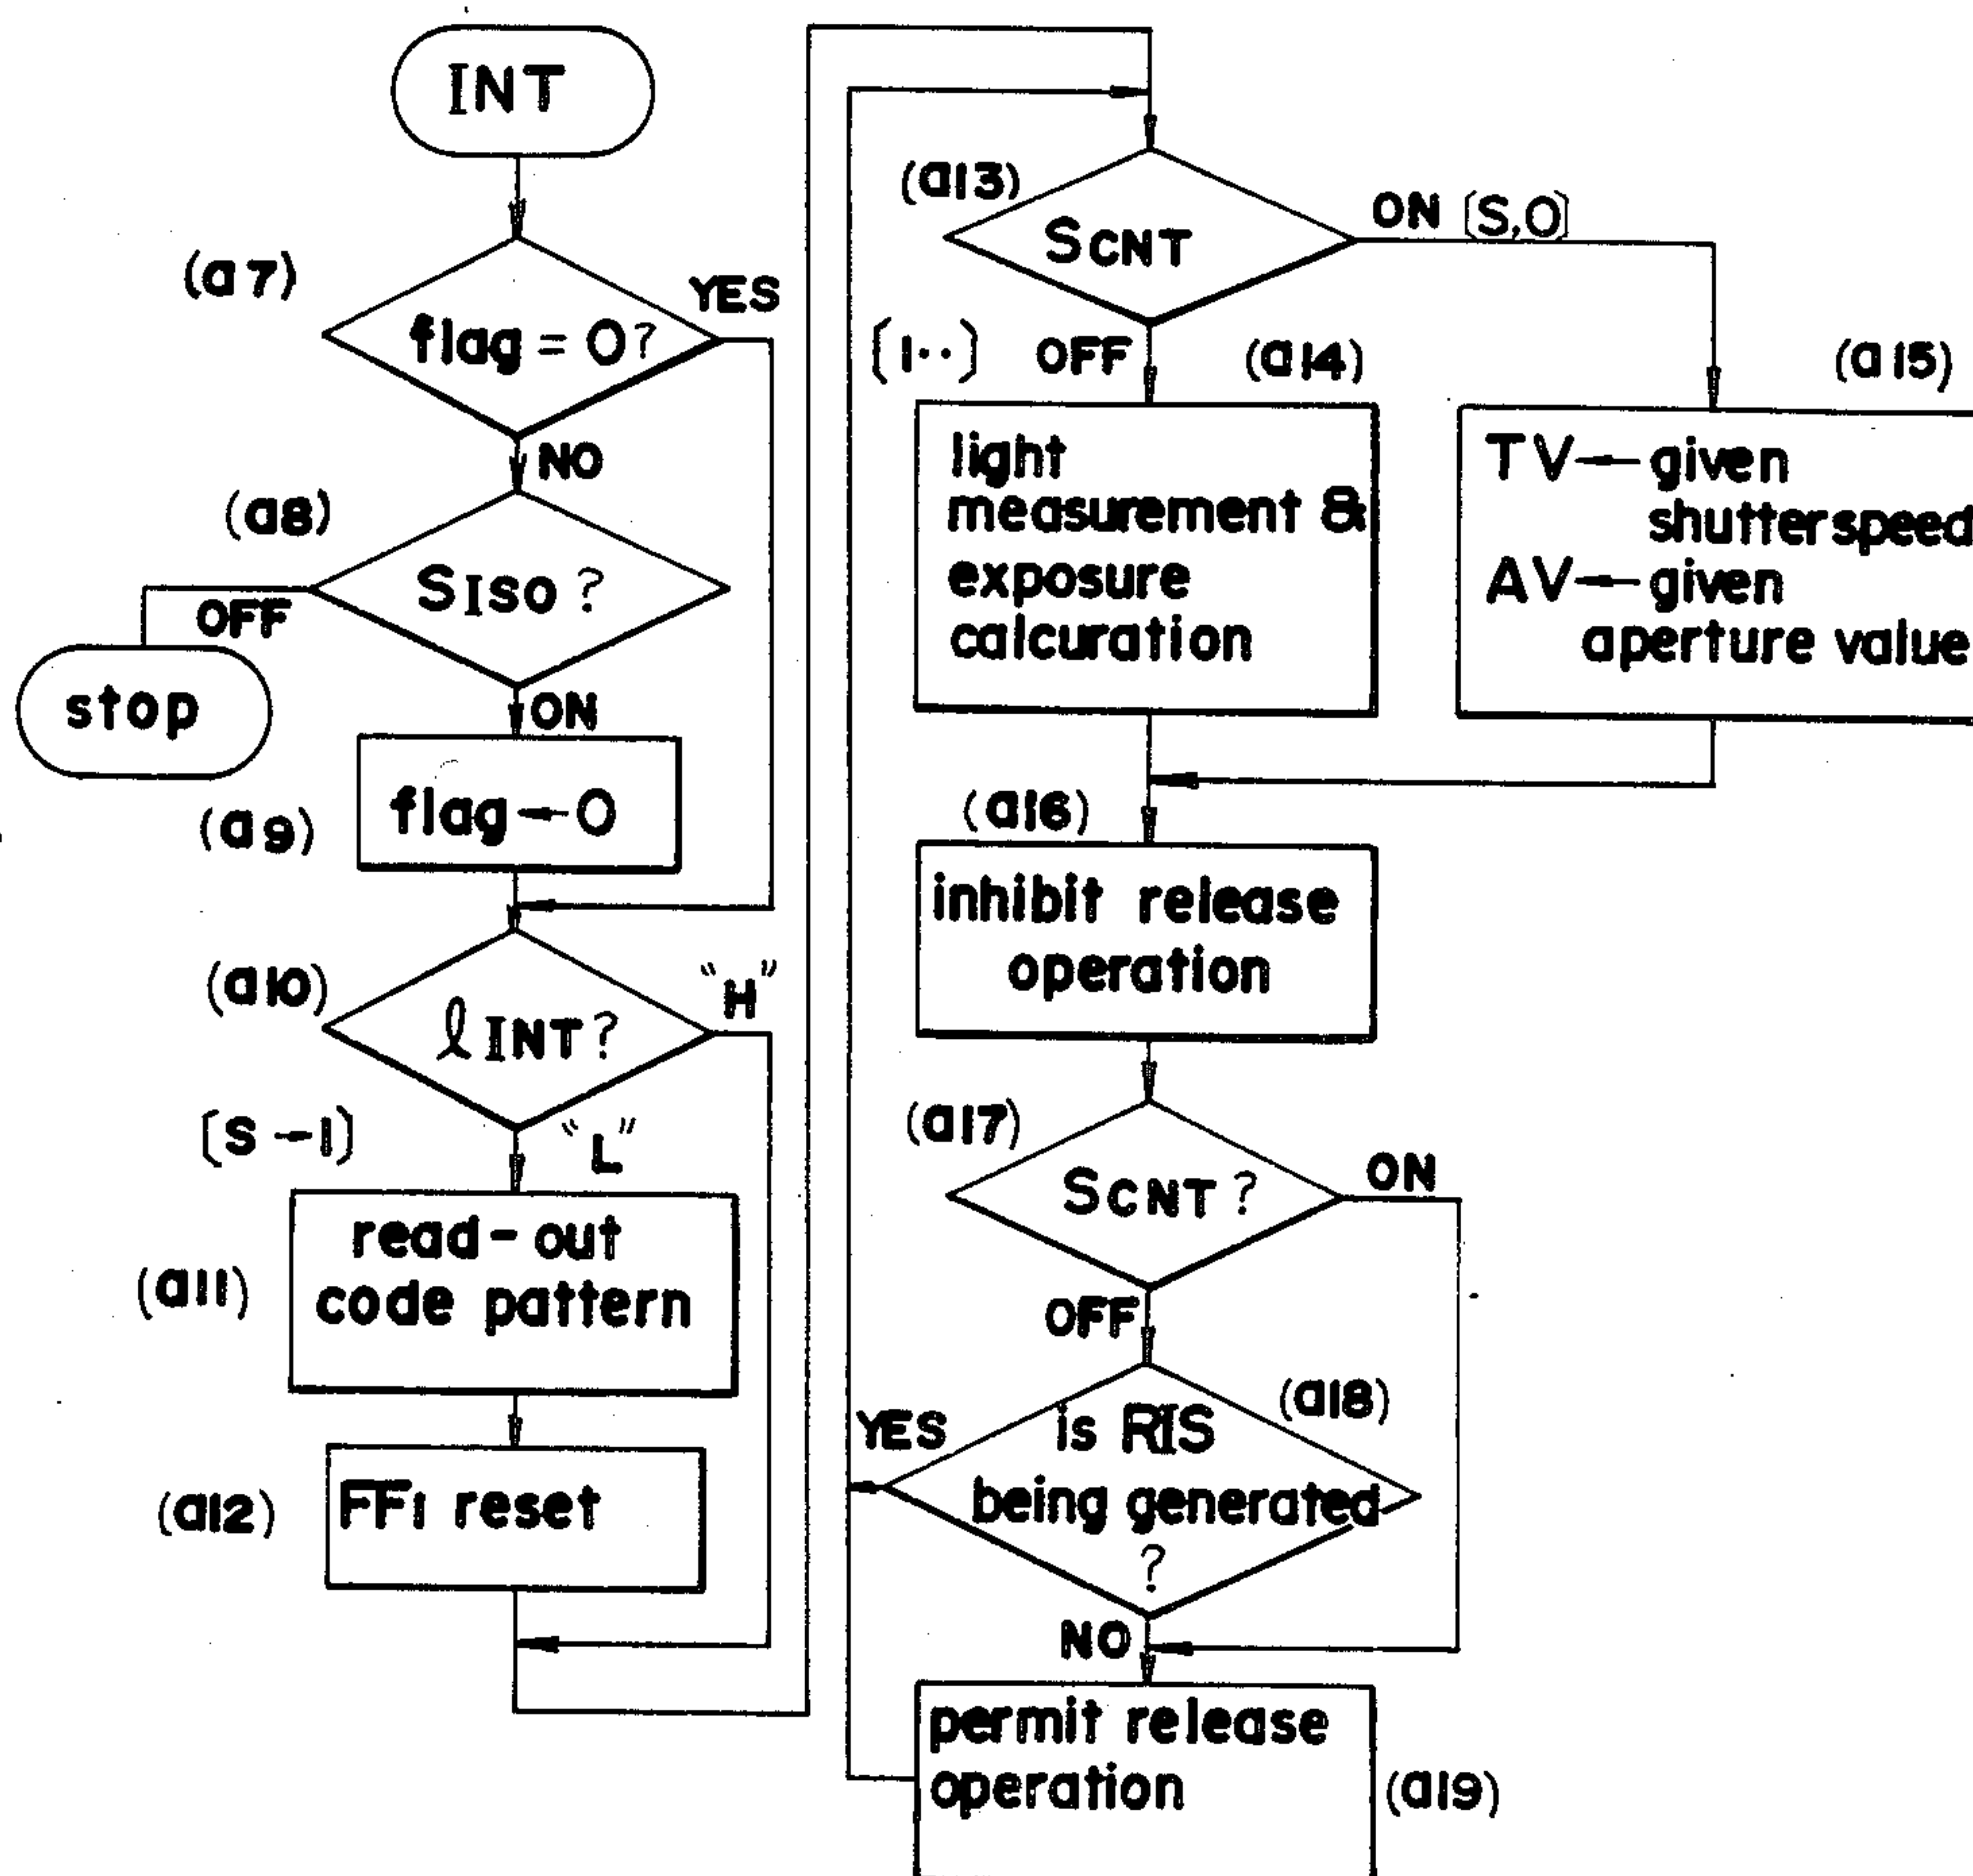 INT
(a7)
flag = 0?
YES
NO
(a8)
SISO ?
OFF
stop
ON
(a9)
flag ← 0
(a10)
ℓ INT ?
"H"
(S → 1)
"L"
(a11)
read-out
code pattern
(a12)
FF1 reset
(a13)
SCNT
ON [S,O]
[1··]
OFF
(a14)
light
measurement &
exposure
calcuration
(a15)
TV ← given
shutter speed
AV ← given
aperture value
(a16)
inhibit release
operation
(a17)
SCNT ?
ON
OFF
(a18)
is RIS
being generated
?
YES
NO
permit release
operation
(a19)